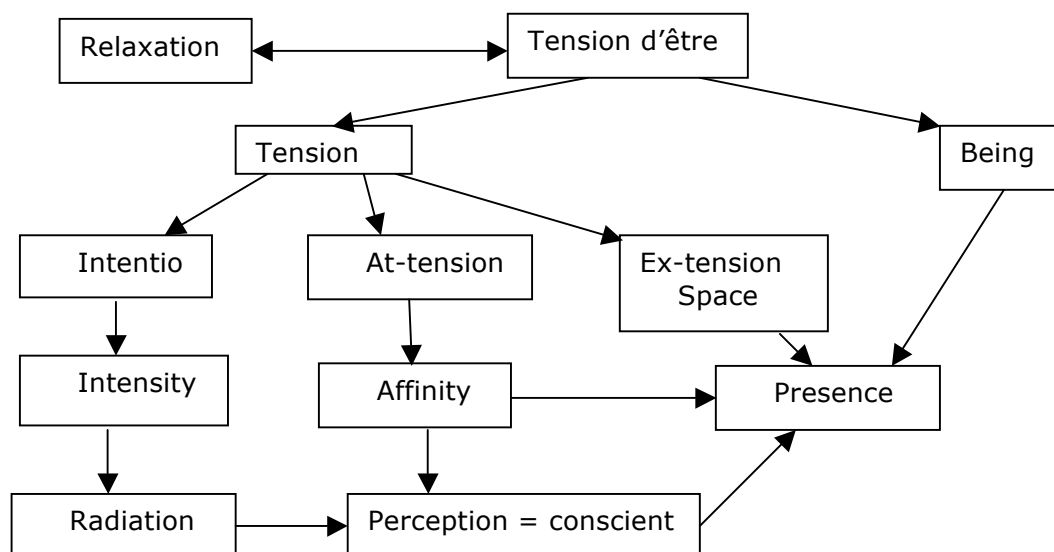 Relaxation
Tension d’être
Tension
Being
Intentio
At-tension
Ex-tension
Space
Intensity
Affinity
Presence
Radiation
Perception = conscient